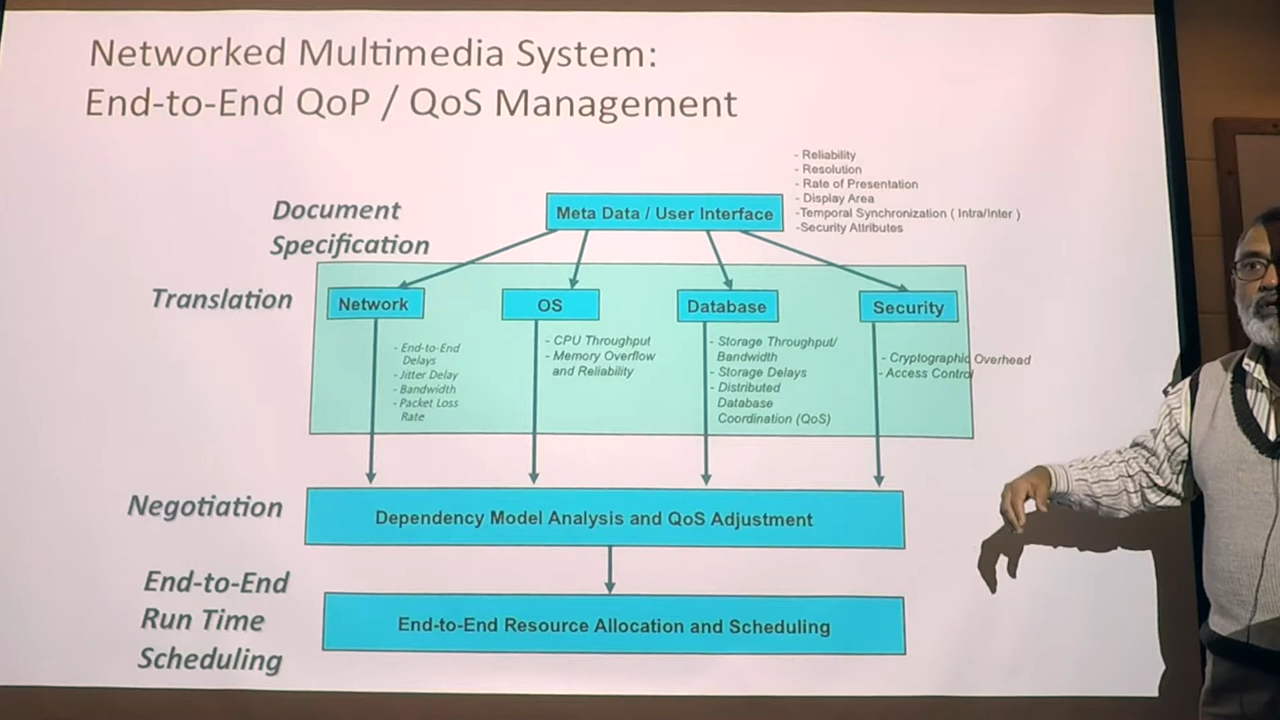 Networked Multimedia System:
End-to-End QoP / QoS Management
Document
Specification
Meta Data / User Interface
- Reliability
- Resolution
- Rate of Presentation
- Display Area
-Temporal Synchronization ( Intra/Inter )
-Security Attributes
Translation
Network
- End-to-End
Delays
- Jitter Delay
- Bandwidth
- Packet Loss
Rate
OS
- CPU Throughput
- Memory Overflow
and Reliability
Database
- Storage Throughput/
Bandwidth
- Storage Delays
- Distributed
Database
Coordination (QoS)
Security
- Cryptographic Overhead
- Access Control
Negotiation
Dependency Model Analysis and QoS Adjustment
End-to-End
Run Time
Scheduling
End-to-End Resource Allocation and Scheduling